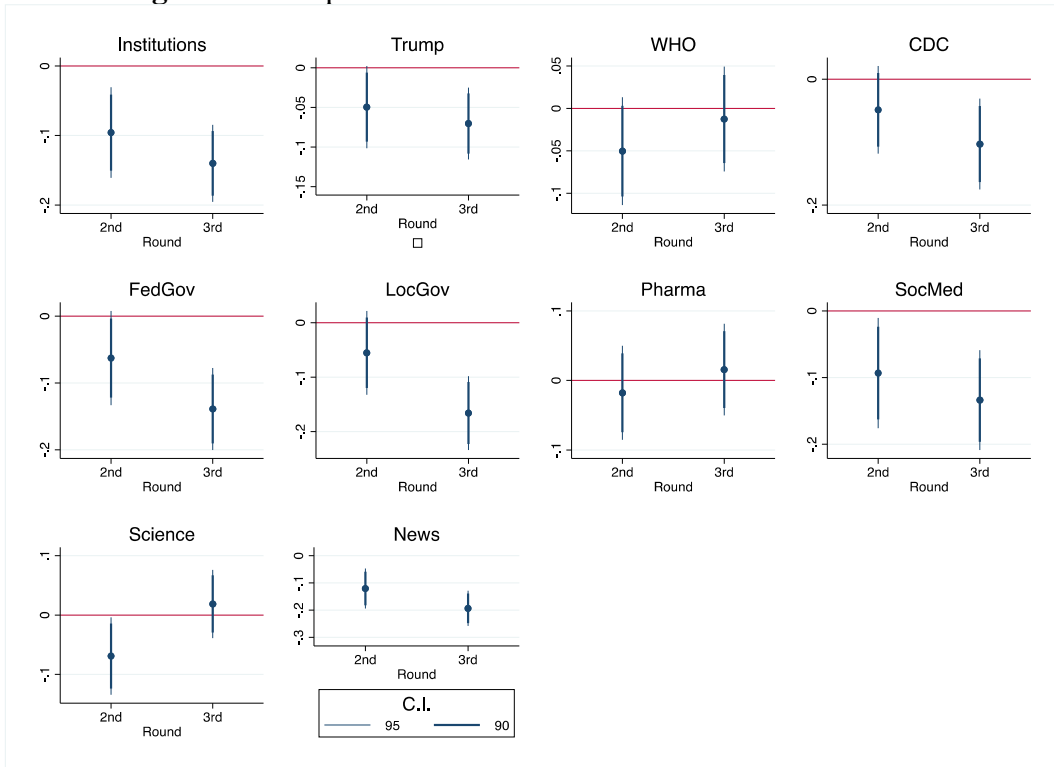 Institutions
0
-.1
-.2
2nd
3rd
Round
Trump
0
-.05
-.1
-.15
2nd
3rd
Round
WHO
.05
0
-.05
-.1
2nd
3rd
Round
CDC
0
-.2
2nd
3rd
Round
FedGov
0
-.1
-.2
2nd
3rd
Round
LocGov
0
-.1
-.2
2nd
3rd
Round
Pharma
.1
0
-.1
2nd
3rd
Round
SocMed
0
-.1
-.2
2nd
3rd
Round
Science
.1
0
-.1
2nd
3rd
Round
News
0
-.1
-.2
-.3
2nd
3rd
Round
C.I.
95 90